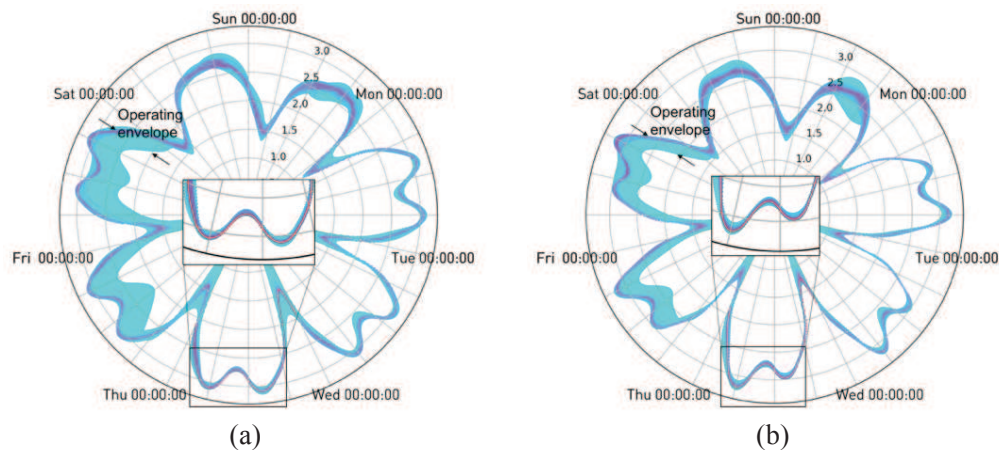 Sun 00:00:00
3.0
Sat 00:00:00
2.5
Mon 00:00:00
Operating
envelope
2.0
1.5
1.0
Fri 00:00:00
Tue 00:00:00
Thu 00:00:00
Wed 00:00:00
(a)
Sun 00:00:00
3.0
Sat 00:00:00
2.5
Mon 00:00:00
Operating
envelope
2.0
1.5
1.0
Fri 00:00:00
Tue 00:00:00
Thu 00:00:00
Wed 00:00:00
(b)